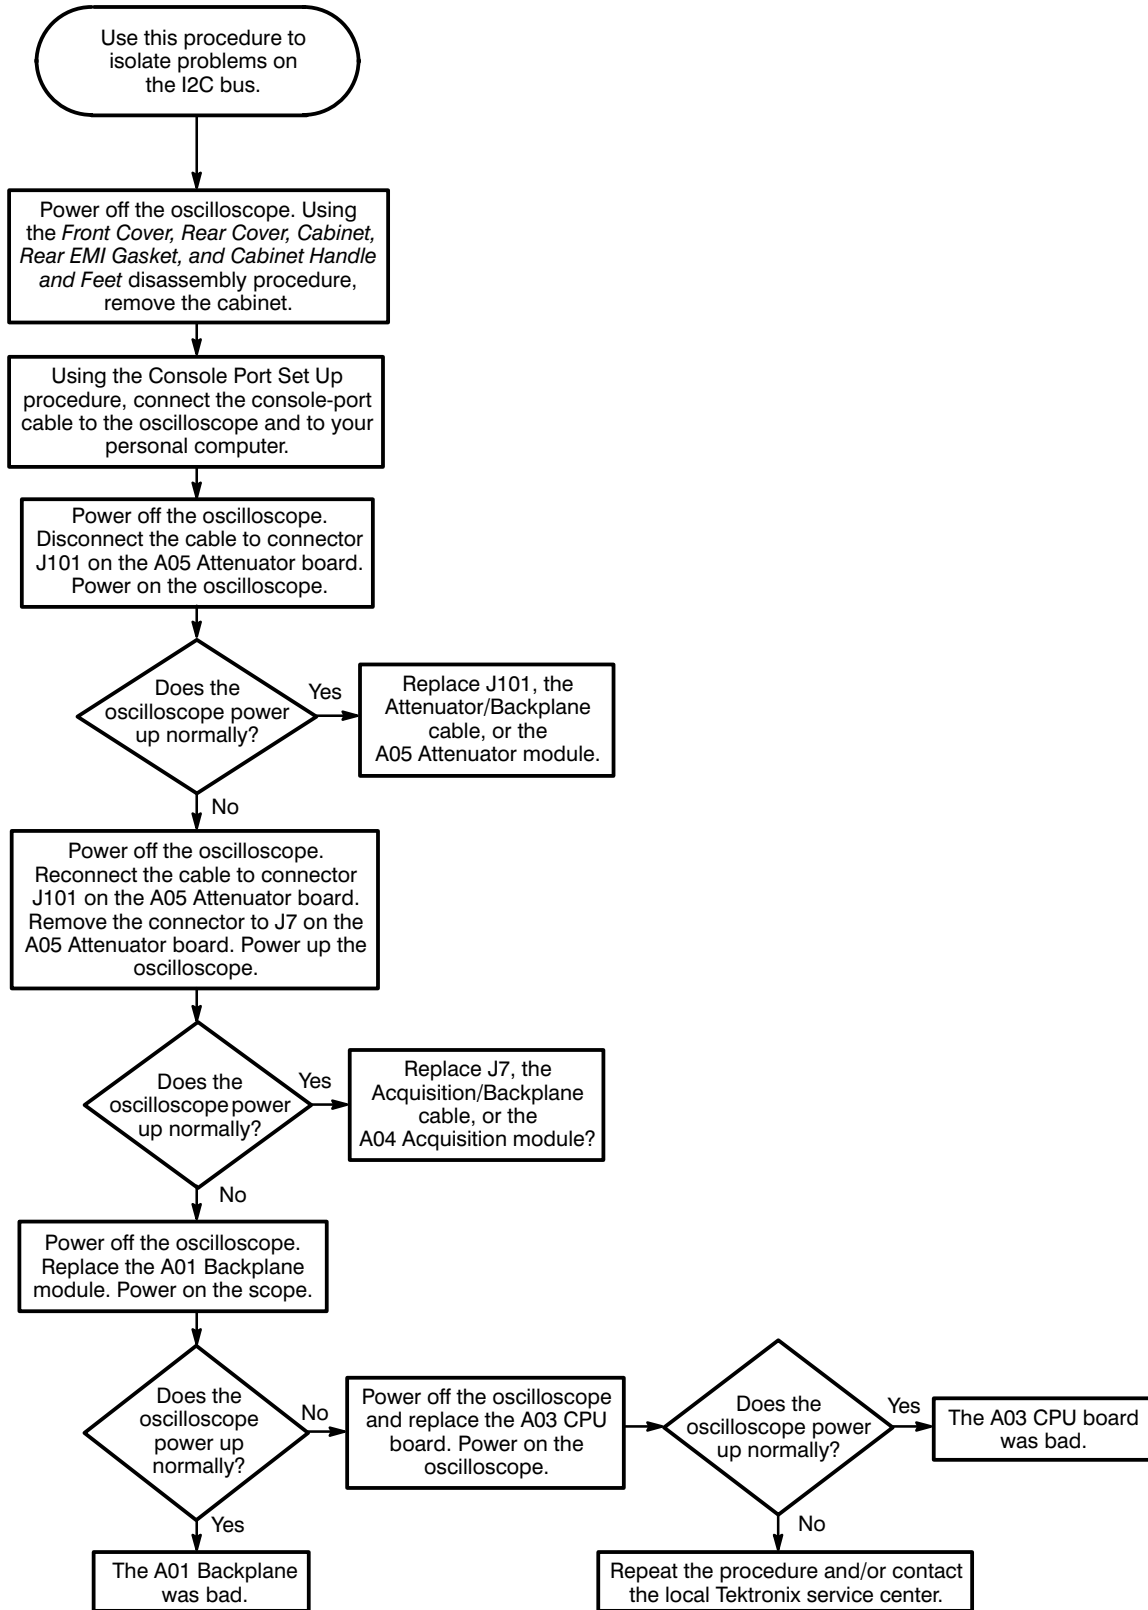 Use this procedure to
isolate problems on
the I2C bus.
Power off the oscilloscope. Using
the Front Cover, Rear Cover, Cabinet,
Rear EMI Gasket, and Cabinet Handle
and Feet disassembly procedure,
remove the cabinet.
Using the Console Port Set Up
procedure, connect the console-port
cable to the oscilloscope and to your
personal computer.
Power off the oscilloscope.
Disconnect the cable to connector
J101 on the A05 Attenuator board.
Power on the oscilloscope.
Does the
oscilloscope power
up normally?
Yes
Replace J101, the
Attenuator/Backplane
cable, or the
A05 Attenuator module.
No
Power off the oscilloscope.
Reconnect the cable to connector
J101 on the A05 Attenuator board.
Remove the connector to J7 on the
A05 Attenuator board. Power up the
oscilloscope.
Does the
oscilloscope power
up normally?
Yes
Replace J7, the
Acquisition/Backplane
cable, or the
A04 Acquisition module?
No
Power off the oscilloscope.
Replace the A01 Backplane
module. Power on the scope.
Does the
oscilloscope
power up
normally?
No
Power off the oscilloscope
and replace the A03 CPU
board. Power on the
oscilloscope.
Does the
oscilloscope power
up normally?
Yes
The A03 CPU board
was bad.
Yes
The A01 Backplane
was bad.
No
Repeat the procedure and/or contact
the local Tektronix service center.